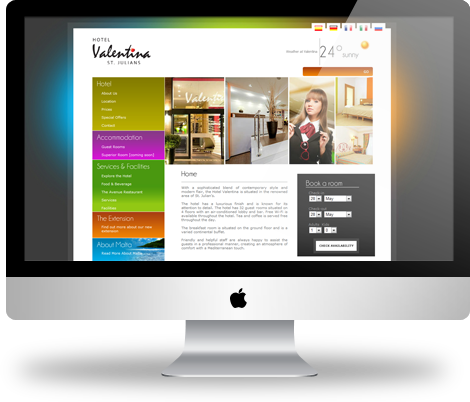 HOTEL
Valentina
ST. JULIANS
Weather in Valentina
24°
sunny
Hotel
About Us
Location
Prices
Special Offers
Contact
Accommodation
Guest Rooms
Superior Room [coming soon]
Services & Facilities
Explore the hotel
Food & Beverage
The Avenue Restaurant
Services
Facilities
The Extension
Find out more about our new
extension
About Malta
Read More About Malta
Valentina
Home
With a sophisticated blend of contemporary style and
modern flair, the Hotel Valentina is situated in the renowned
area of St. Julian's.
The hotel has a luxurious finish and is known for its
attention to detail. The hotel has 32 guest rooms situated on
4 floors with an air-conditioned lobby and bar. Free Wi-Fi is
available throughout the hotel. Tea and coffee is served free
throughout the day.
The breakfast room is situated on the ground floor and is a
varied continental buffet.
Friendly and helpful staff are always happy to assist the
guests in a professional manner, creating an atmosphere of
comfort with a Mediterranean touch.
Book a room
Check-in
28 May
Check-out
29 May
CHECK AVAILABILITY